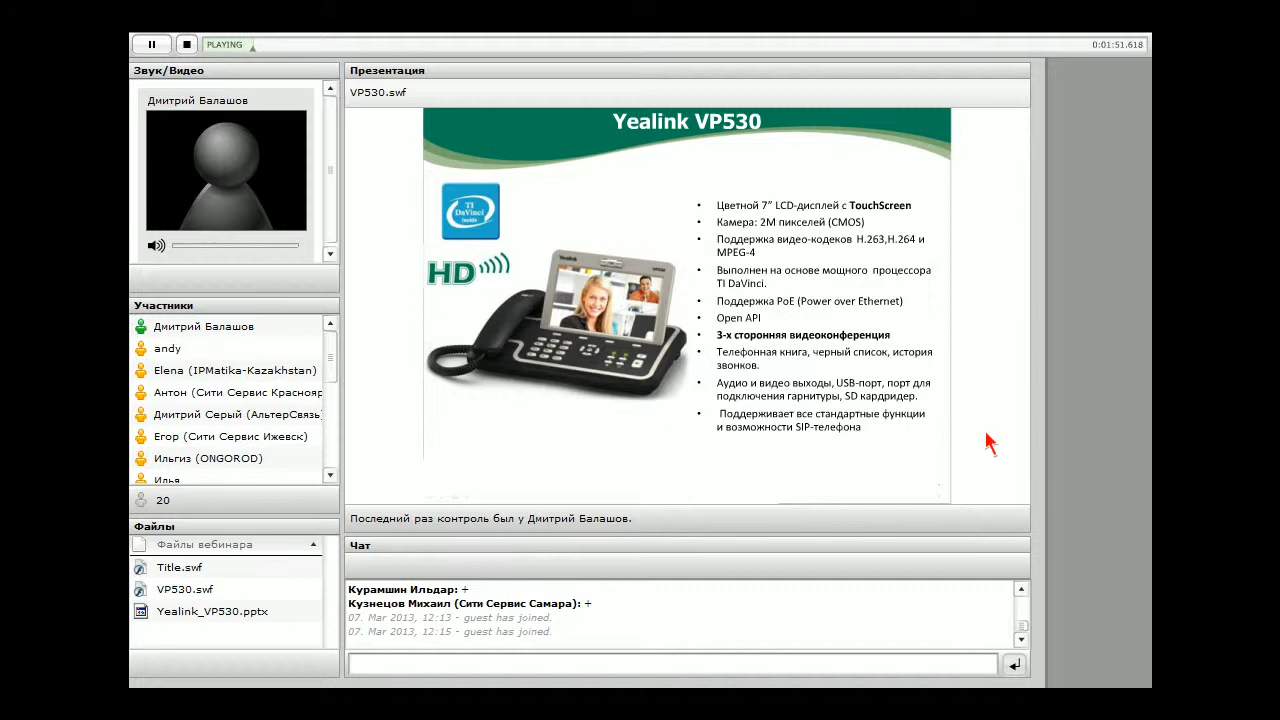 PLAYING
0:01:51.618
Звук/Видео
Дмитрий Балашов
Участники
Дмитрий Балашов
andy
Elena (IPMatika-Kazakhstan)
Антон (Сити Сервис Краснояр
Дмитрий Серый (АльтерСвязь)
Егор (Сити Сервис Ижевск)
Ильгиз (ONGOROD)
Илья
20
Файлы
Файлы вебинара
Title.swf
VP530.swf
Yealink_VP530.pptx
Презентация
VP530.swf
Yealink VP530
TI
DaVinci
Inside
HD
Yealink
• Цветной 7” LCD-дисплей с TouchScreen
• Камера: 2М пикселей (CMOS)
• Поддержка видео-кодеков H.263,H.264 и
MPEG-4
• Выполнен на основе мощного процессора
TI DaVinci.
• Поддержка PoE (Power over Ethernet)
• Open API
• 3-х сторонняя видеоконференция
• Телефонная книга, черный список, история
звонков.
• Аудио и видео выходы, USB-порт, порт для
подключения гарнитуры, SD кардридер.
• Поддерживает все стандартные функции
и возможности SIP-телефона
Последний раз контроль был у Дмитрий Балашов.
Чат
Курамшин Ильдар: +
Кузнецов Михаил (Сити Сервис Самара): +
07. Mar 2013, 12:13 - guest has joined.
07. Mar 2013, 12:15 - guest has joined.